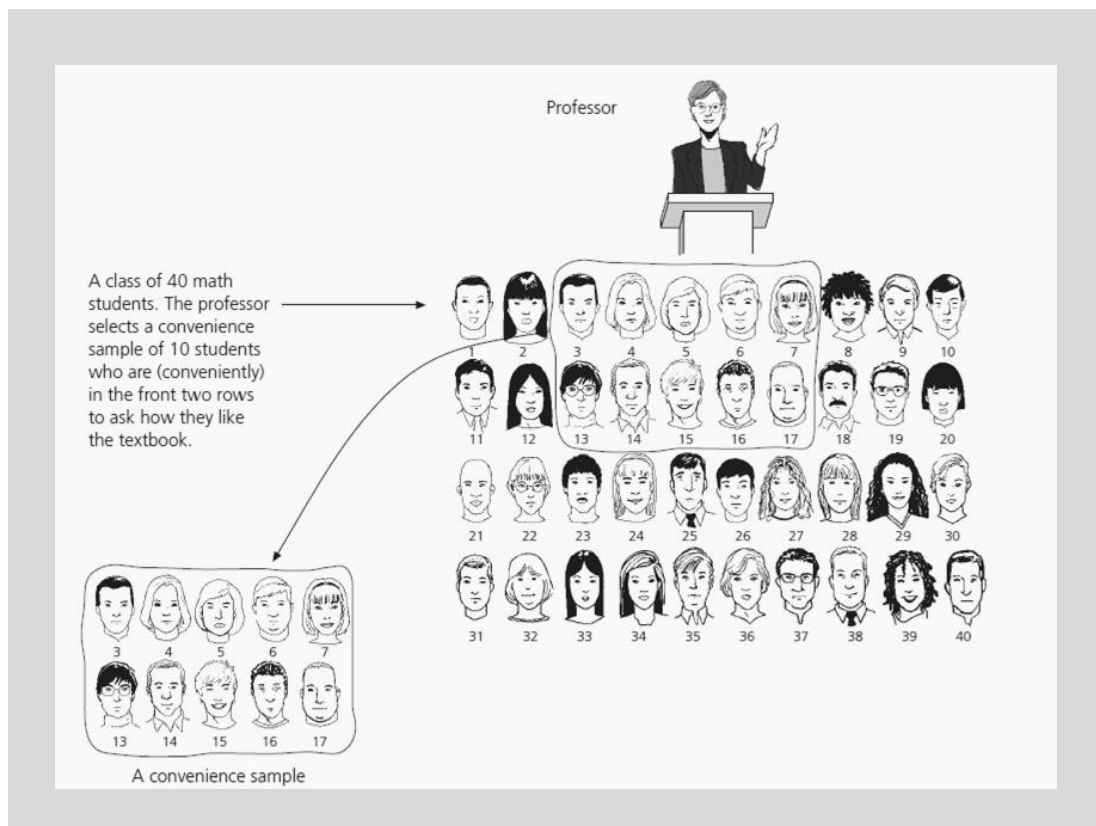 Professor
A class of 40 math
students. The professor
selects a convenience
sample of 10 students
who are (conveniently)
in the front two rows
to ask how they like
the textbook.
1 2 3 4 5 6 7 8 9 10
11 12 13 14 15 16 17 18 19 20
21 22 23 24 25 26 27 28 29 30
31 32 33 34 35 36 37 38 39 40
3 4 5 6 7
13 14 15 16 17
A convenience sample